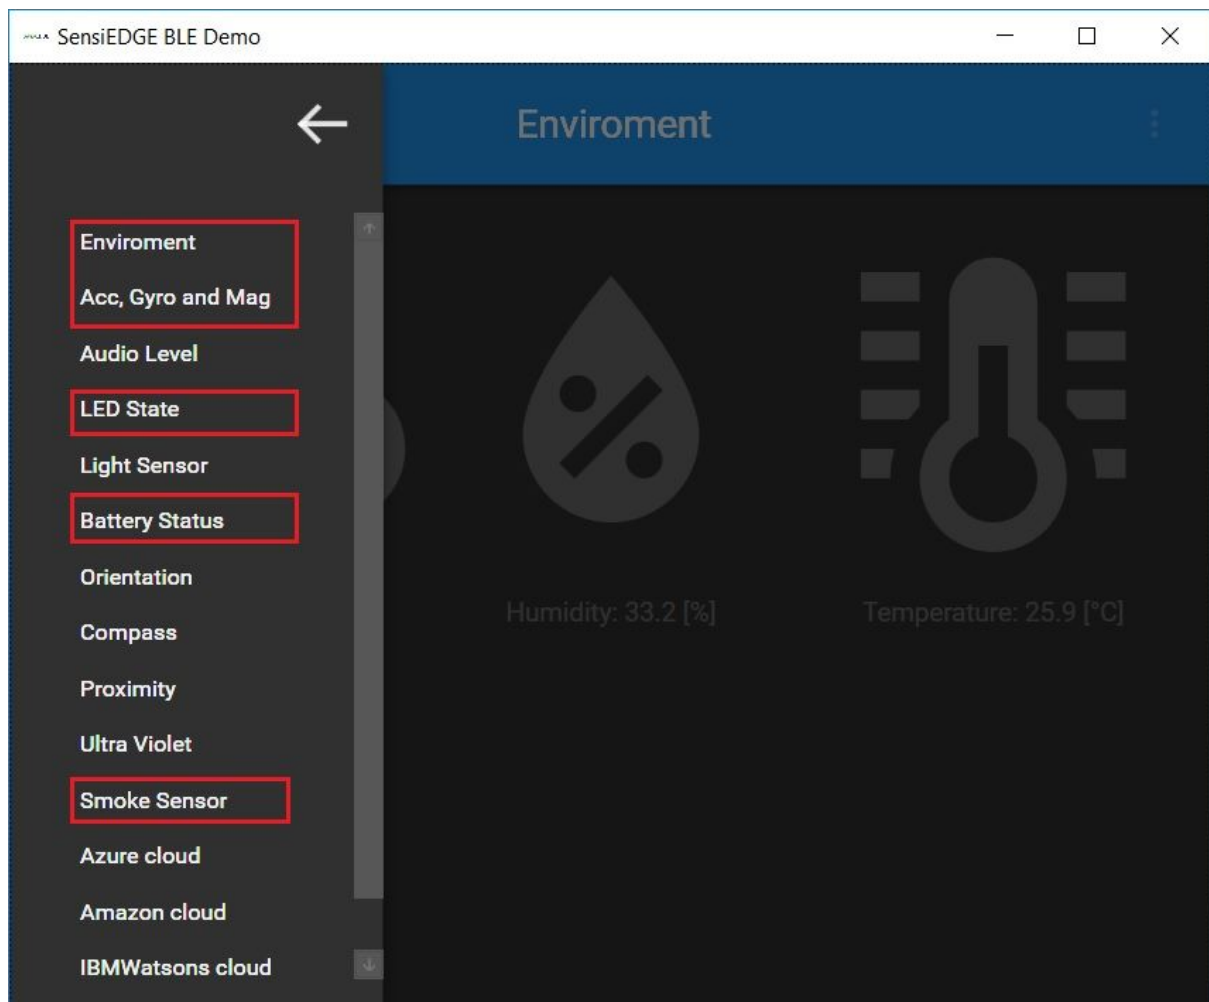 SensiEDGE BLE Demo
Enviroment
Enviroment
Acc, Gyro and Mag
Audio Level
LED State
Light Sensor
Battery Status
Orientation
Compass
Proximity
Ultra Violet
Smoke Sensor
Azure cloud
Amazon cloud
IBMWatsons cloud
Humidity: 33.2 [%]
Temperature: 25.9 [°C]